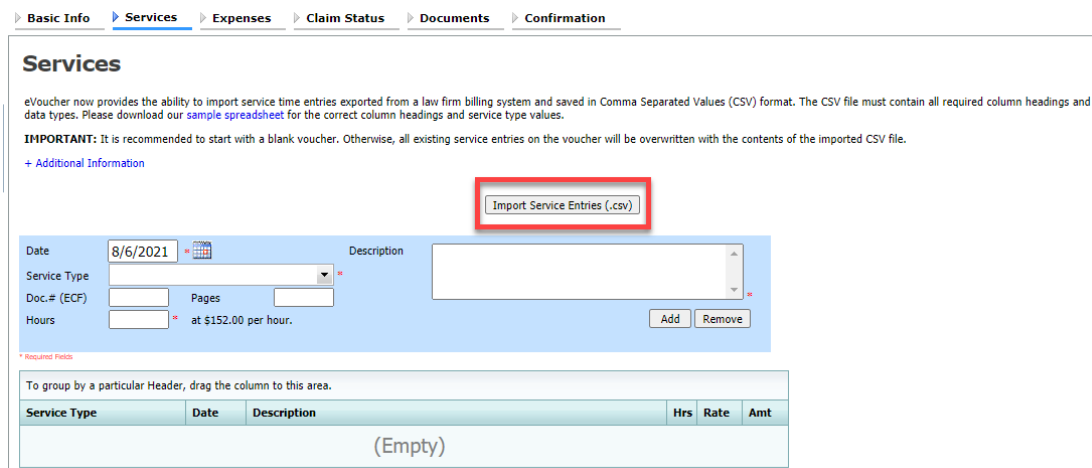 Basic Info Services Expenses Claim Status Documents Confirmation
Services
eVoucher now provides the ability to import service time entries exported from a law firm billing system and saved in Comma Separated Values (CSV) format. The CSV file must contain all required column headings and
data types. Please download our sample spreadsheet for the correct column headings and service type values.
IMPORTANT: It is recommended to start with a blank voucher. Otherwise, all existing service entries on the voucher will be overwritten with the contents of the imported CSV file.
+ Additional Information
Import Service Entries (.csv)
Date 8/6/2021 * Description
Service Type *
Doc.# (ECF) Pages *
Hours * at $152.00 per hour. Add Remove
* Required Fields
To group by a particular Header, drag the column to this area.
Service Type Date Description Hrs Rate Amt
(Empty)